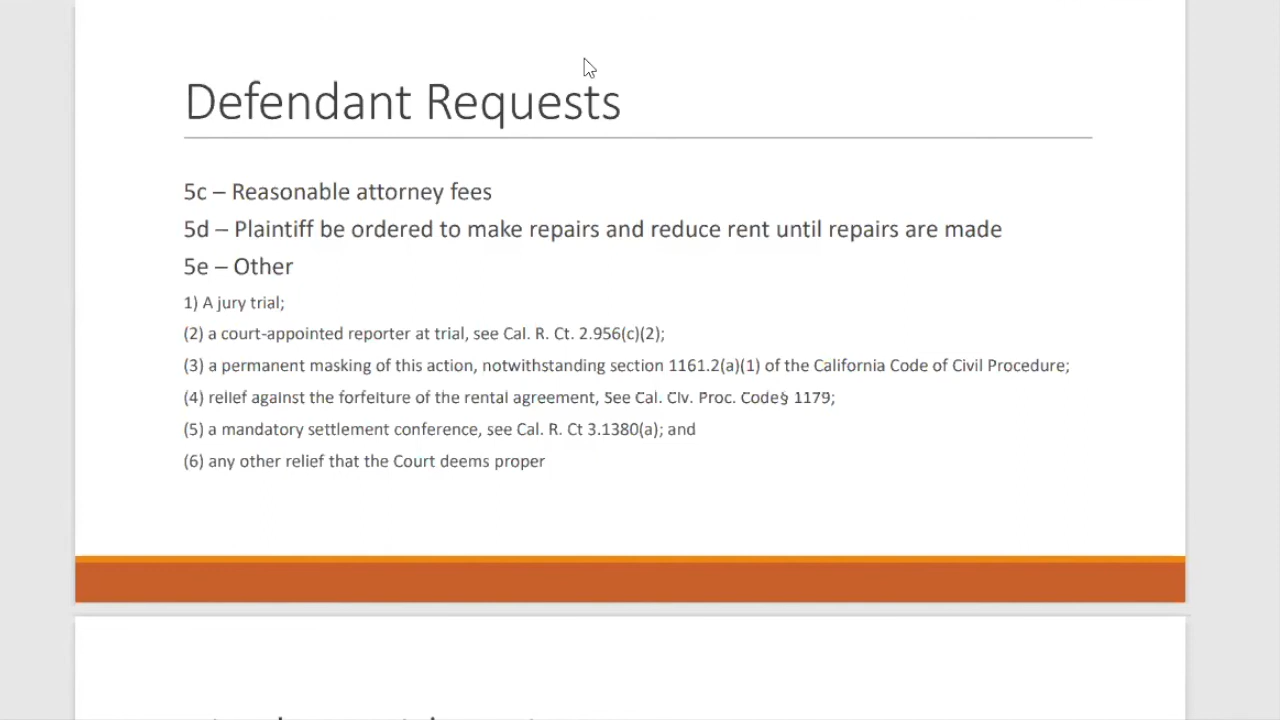 Defendant Requests
5c – Reasonable attorney fees
5d – Plaintiff be ordered to make repairs and reduce rent until repairs are made
5e – Other
1) A jury trial;
(2) a court-appointed reporter at trial, see Cal. R. Ct. 2.956(c)(2);
(3) a permanent masking of this action, notwithstanding section 1161.2(a)(1) of the California Code of Civil Procedure;
(4) relief against the forfelture of the rental agreement, See Cal. Clv. Proc. Code§ 1179;
(5) a mandatory settlement conference, see Cal. R. Ct 3.1380(a); and
(6) any other relief that the Court deems proper